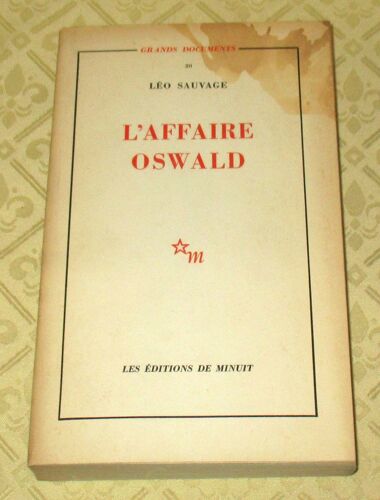 GRANDS DOCUMENTS
20
LÉO SAUVAGE
L'AFFAIRE
OSWALD
m
LES ÉDITIONS DE MINUIT